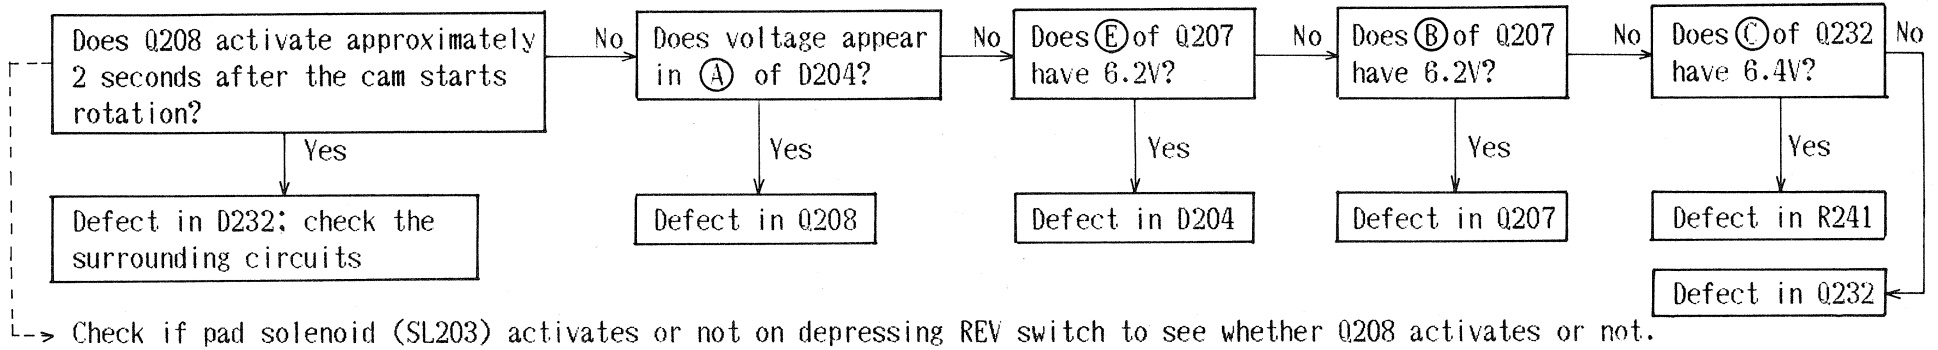 Does Q208 activate approximately
2 seconds after the cam starts
rotation?
No
Does voltage appear
in Ⓐ of D204?
No
Does Ⓔ of Q207
have 6.2V?
No
Does Ⓑ of Q207
have 6.2V?
No
Does Ⓒ of Q232
have 6.4V?
No
Yes
Yes
Yes
Yes
Yes
Defect in D232; check the
surrounding circuits
Defect in Q208
Defect in D204
Defect in Q207
Defect in R241
Defect in Q232
Check if pad solenoid (SL203) activates or not on depressing REV switch to see whether Q208 activates or not.